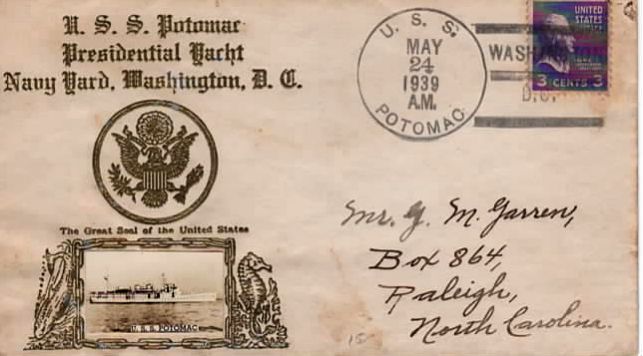 U. S. S. Potomac
Presidential Yacht
Navy Yard, Washington, D. C.
The Great Seal of the United States
U. S. S. POTOMAC
U. S. S.
MAY
24
1939
A.M.
POTOMAC
WASHINGTON
D.C.
UNITED
STATES
3 CENTS 3
Mr. G. M. Garren,
Box 864,
Raleigh,
North Carolina.
15